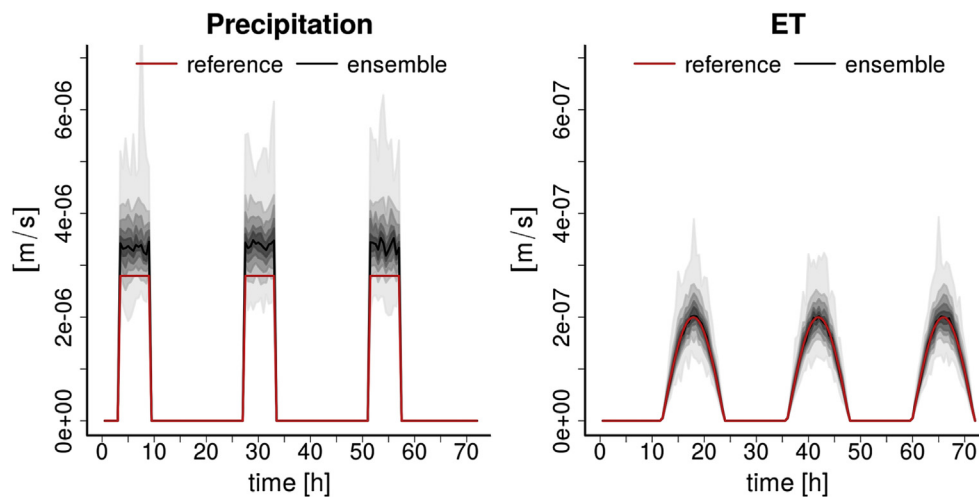 Precipitation
reference ensemble
[m/s]
0e+00 2e-06 4e-06 6e-06
0 10 20 30 40 50 60 70
time [h]
ET
reference ensemble
[m/s]
0e+00 2e-07 4e-07 6e-07
0 10 20 30 40 50 60 70
time [h]